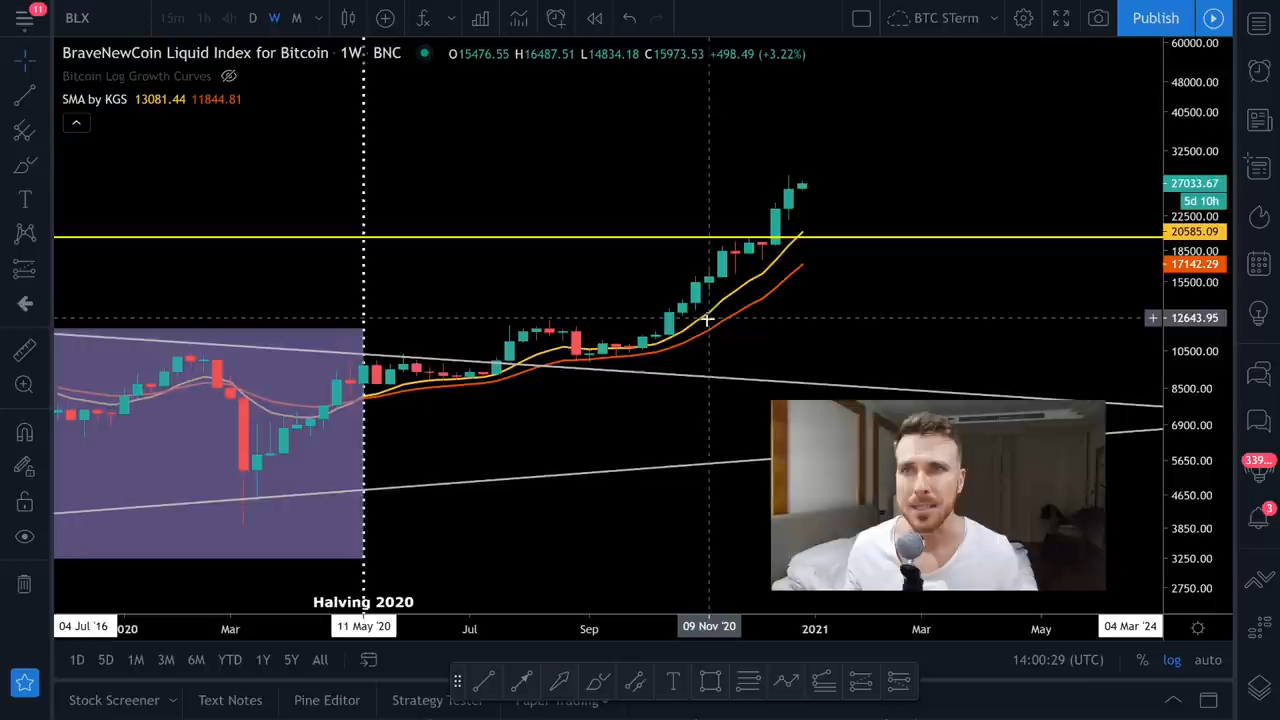 11
BLX
15m 1h 4h D W M
BTC STerm
Publish
BraveNewCoin Liquid Index for Bitcoin · 1W · BNC O15476.55 H16487.51 L14834.18 C15973.53 +498.49 (+3.22%)
Bitcoin Log Growth Curves
SMA by KGS 13081.44 11844.81
60000.00
48000.00
40500.00
32500.00
27033.67
5d 10h
22500.00
20585.09
18500.00
17142.29
15500.00
12643.95
10500.00
8500.00
6900.00
5650.00
4650.00
3850.00
3250.00
2750.00
339...
3
Halving 2020
04 Jul '16 020 Mar 11 May '20 Jul Sep 09 Nov '20 2021 Mar May 04 Mar '24
1D 5D 1M 3M 6M YTD 1Y 5Y All
14:00:29 (UTC) % log auto
Stock Screener Text Notes Pine Editor Strategy Tester Paper Trading